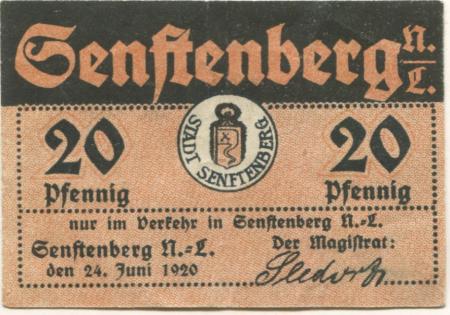 Senftenberg N.-L.
20 Pfennig
STADT SENFTENBERG
20 Pfennig
nur im Verkehr in Senftenberg N.-L.
Senftenberg N.-L.
den 24. Juni 1920
Der Magistrat: